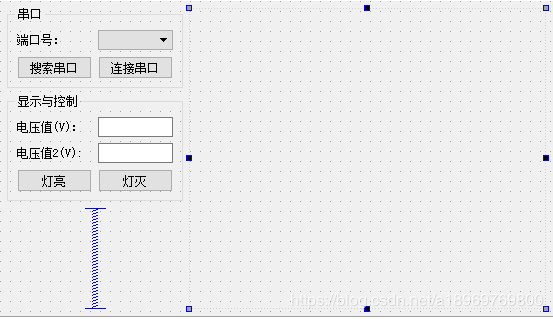 串口
端口号：
搜索串口 连接串口
显示与控制
电压值(V)：
电压值2(V)：
灯亮 灯灭
https://blog.csdn.net/a18969769800